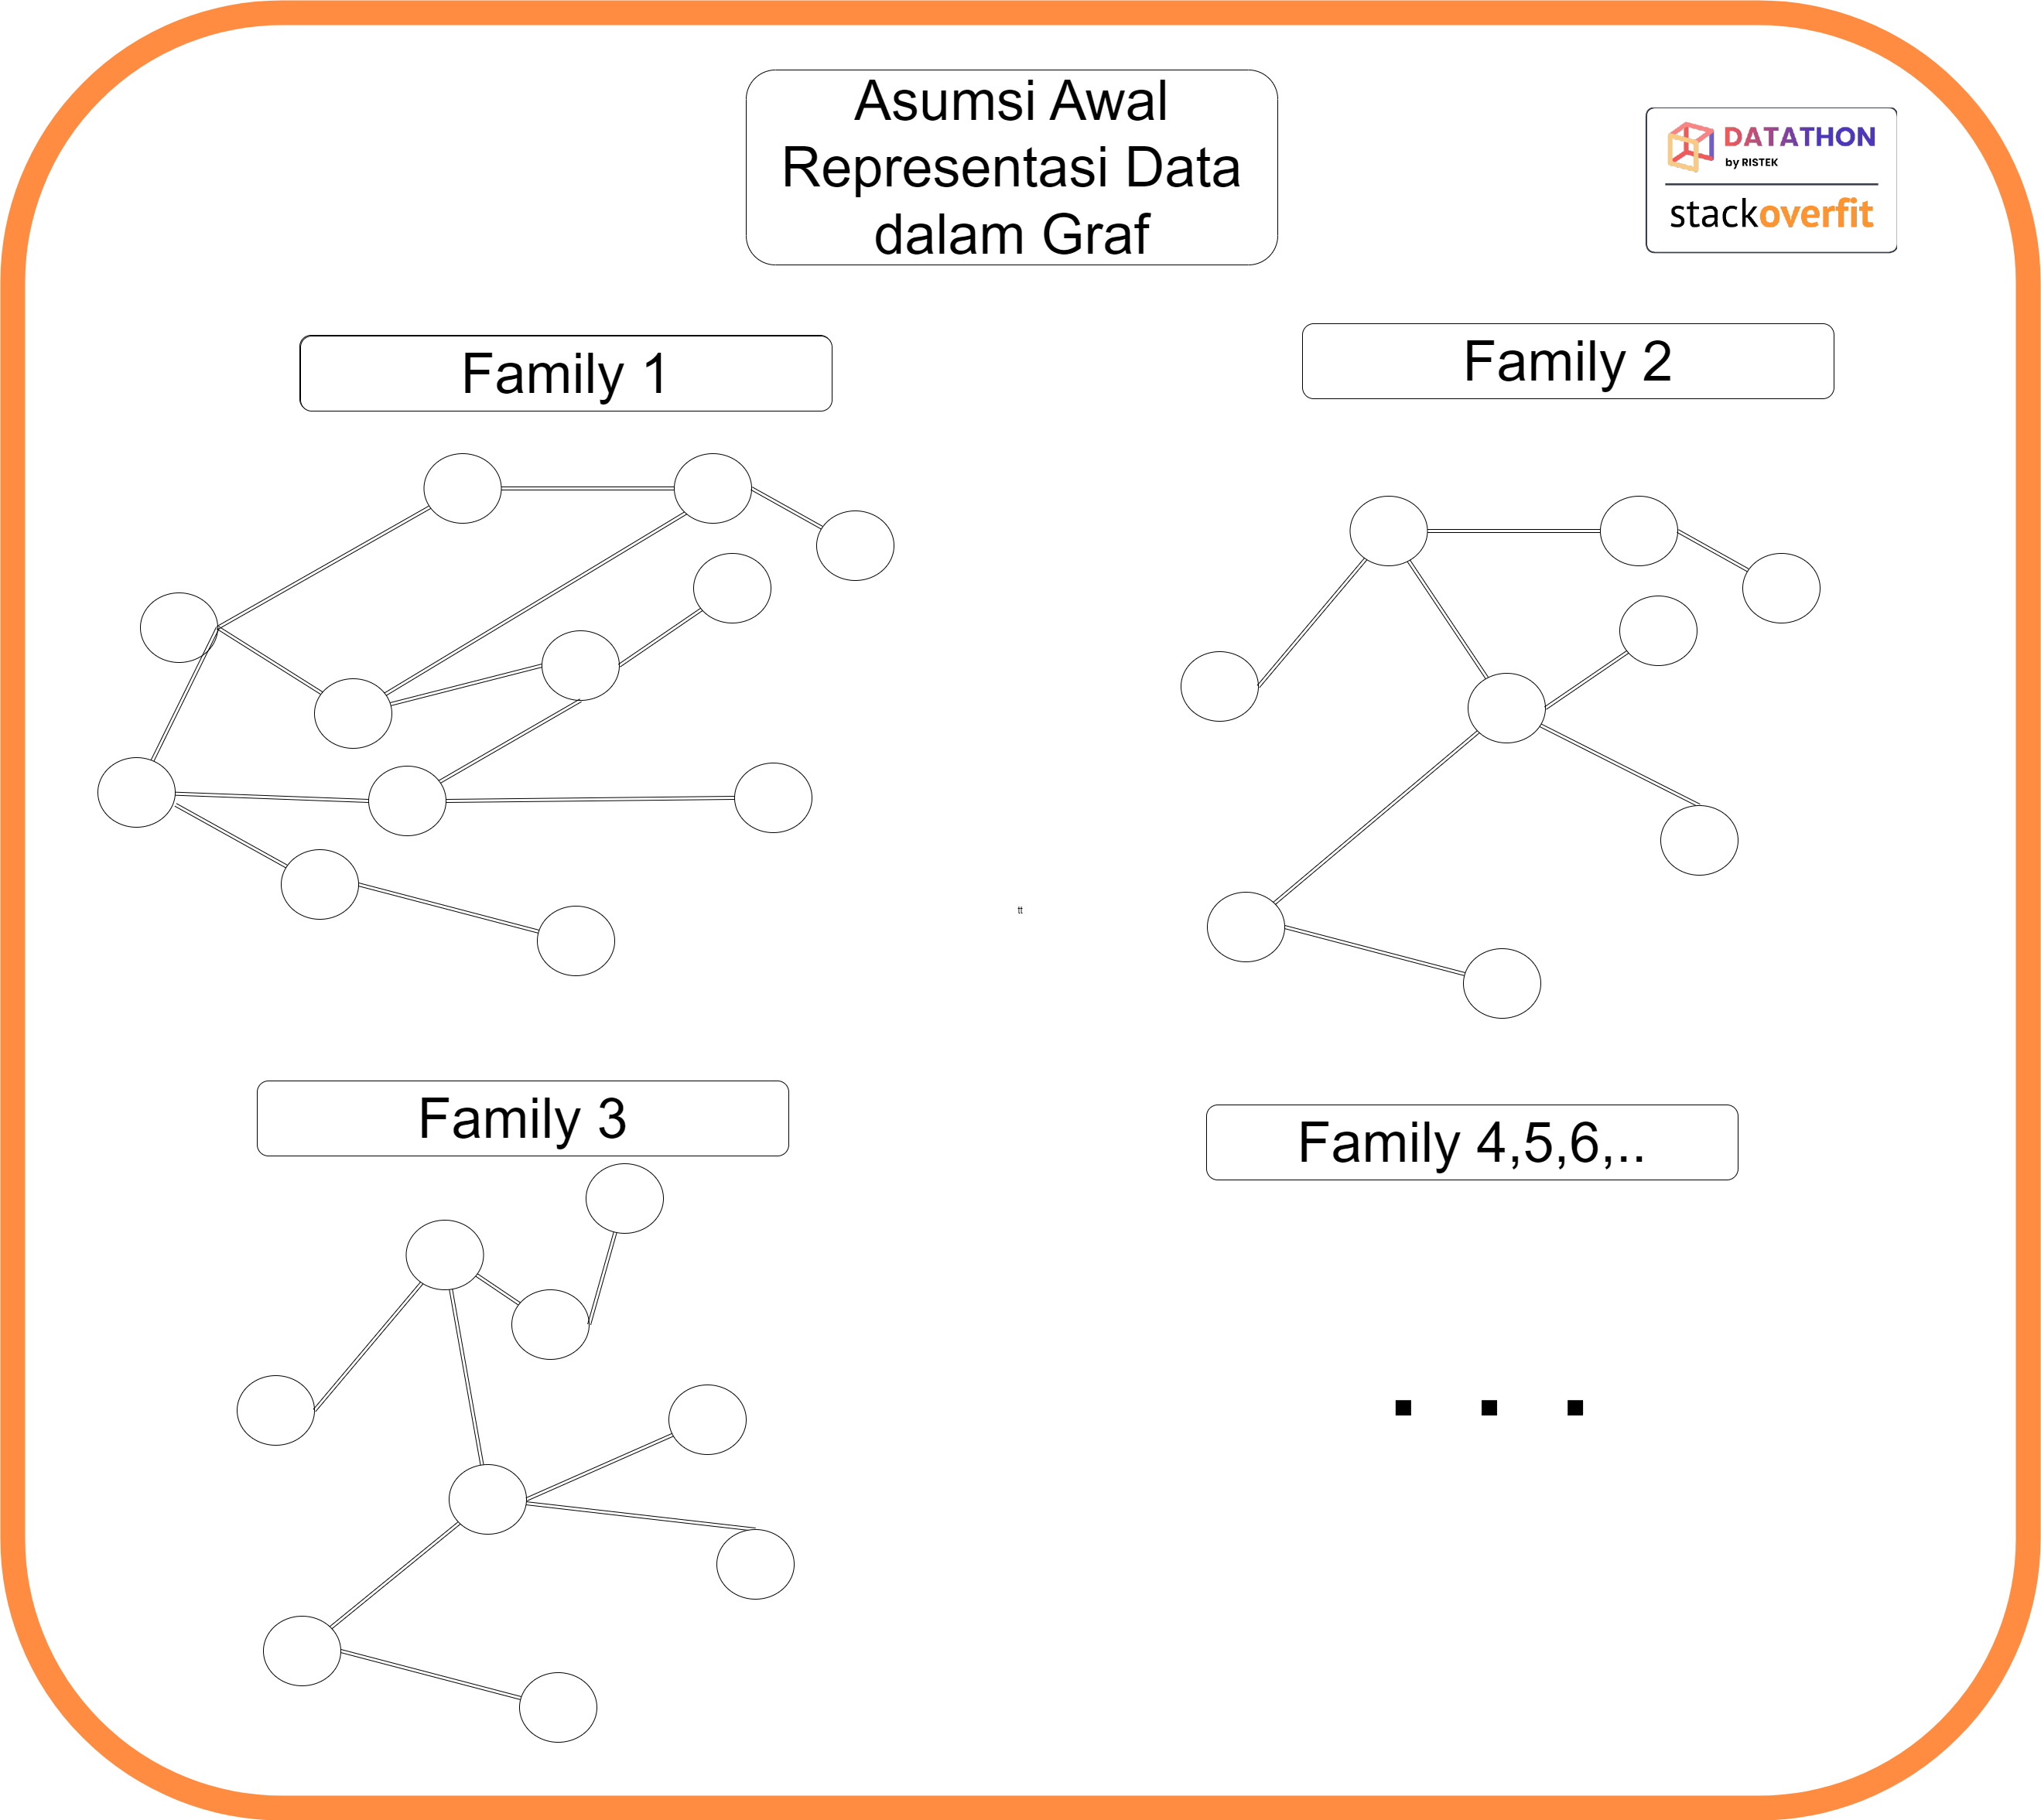 Asumsi Awal
Representasi Data
dalam Graf
DATATHON
by RISTEK
stackoverfit
Family 1
Family 2
tt
Family 3
Family 4,5,6,..
. . .